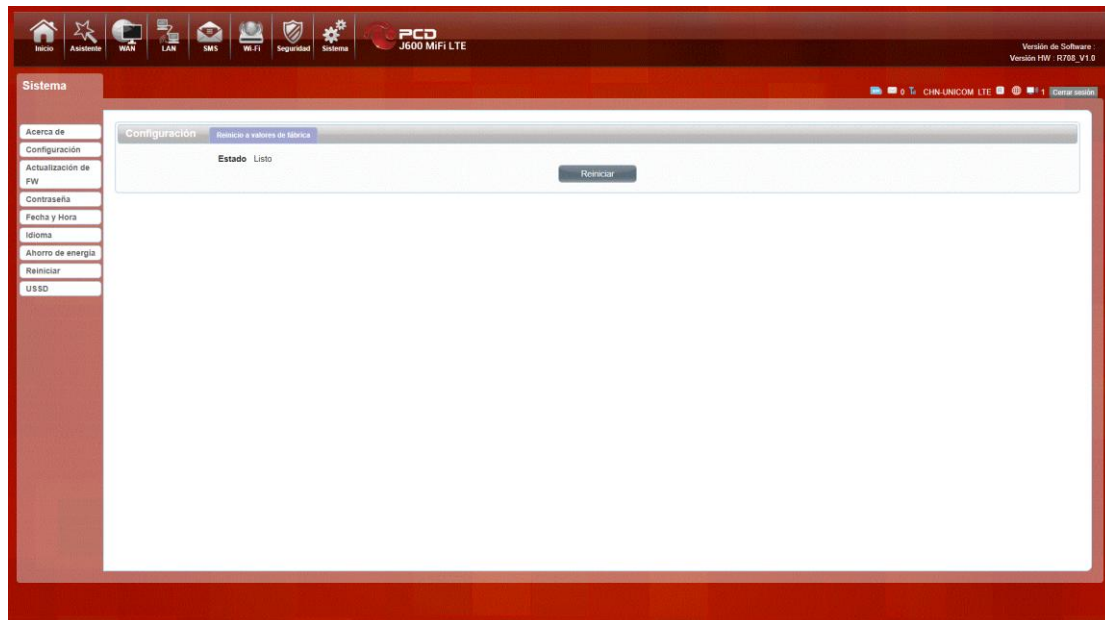 Inicio Asistente WAN LAN SMS Wi-Fi Seguridad Sistema
PCD
J600 MiFi LTE
Versión de Software :
Versión HW : R708_V1.0
Sistema
0 CHN-UNICOM LTE 1 Cerrar sesión
Acerca de
Configuración
Actualización de
FW
Contraseña
Fecha y Hora
Idioma
Ahorro de energía
Reiniciar
USSD
Configuración Reinicio a valores de fábrica
Estado Listo
Reiniciar